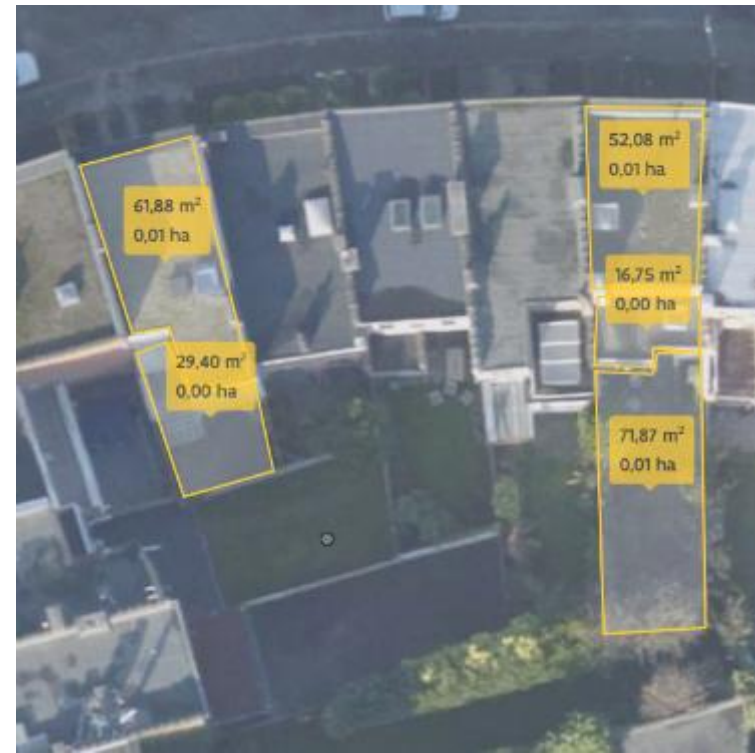 52,08 m²
0,01 ha
61,88 m²
0,01 ha
16,75 m²
0,00 ha
29,40 m²
0,00 ha
71,87 m²
0,01 ha